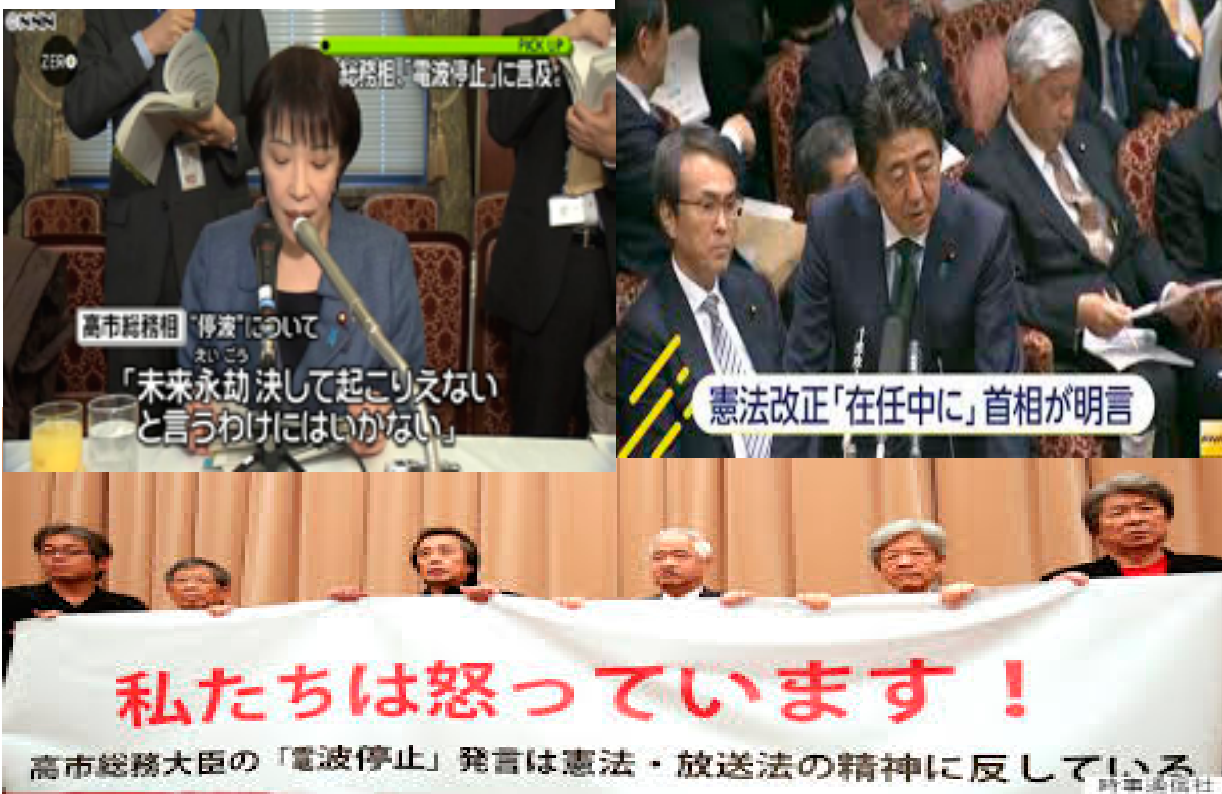 NNN
ZERO
PICK UP
総務相、「電波停止」に言及!
高市総務相 "停波"について
えいごう
「未来永劫 決して起こりえない
と言うわけにはいかない」
憲法改正「在任中に」首相が明言
私たちは怒っています！
高市総務大臣の「電波停止」発言は憲法・放送法の精神に反している
時事通信社